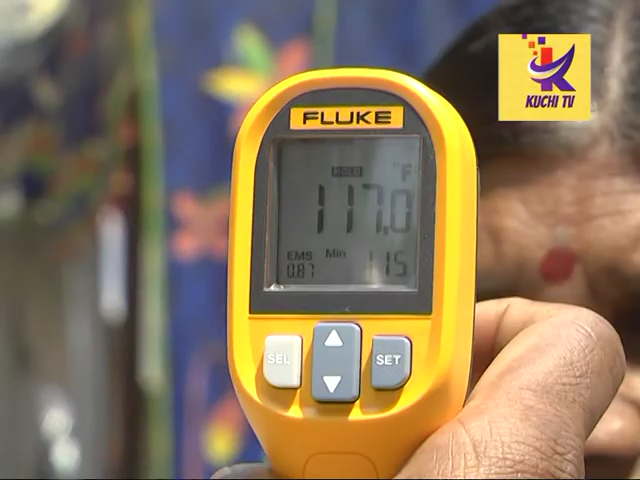 KUCHI TV
FLUKE
HOLD °F
117.0
EMS Min
0.87 115
SEL SET